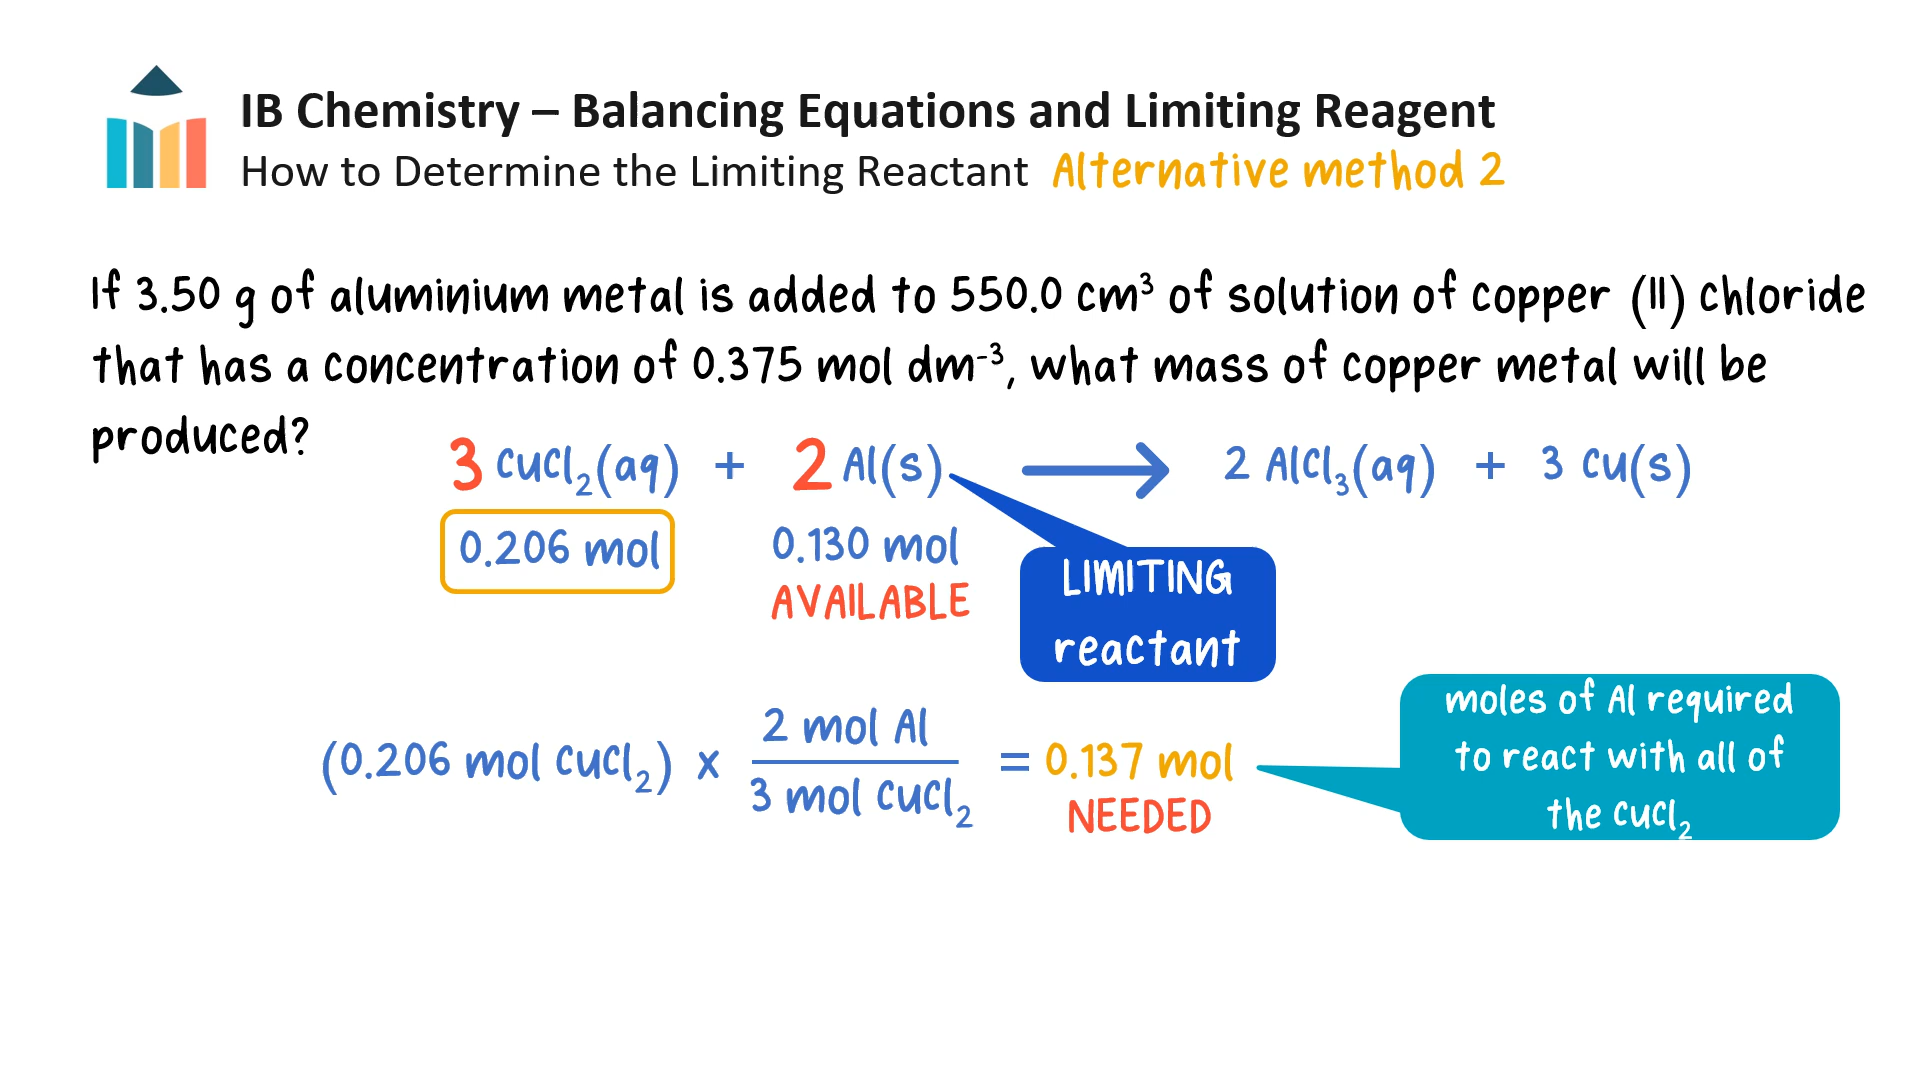 IB Chemistry – Balancing Equations and Limiting Reagent
How to Determine the Limiting Reactant Alternative method 2
If 3.50 g of aluminium metal is added to 550.0 cm³ of solution of copper (II) chloride
that has a concentration of 0.375 mol dm⁻³, what mass of copper metal will be
produced?
3 CuCl₂(aq) + 2 Al(s) → 2 AlCl₃(aq) + 3 Cu(s)
0.206 mol 0.130 mol
AVAILABLE
LIMITING
reactant
(0.206 mol CuCl₂) x 2 mol Al / 3 mol CuCl₂ = 0.137 mol
NEEDED
moles of Al required
to react with all of
the CuCl₂